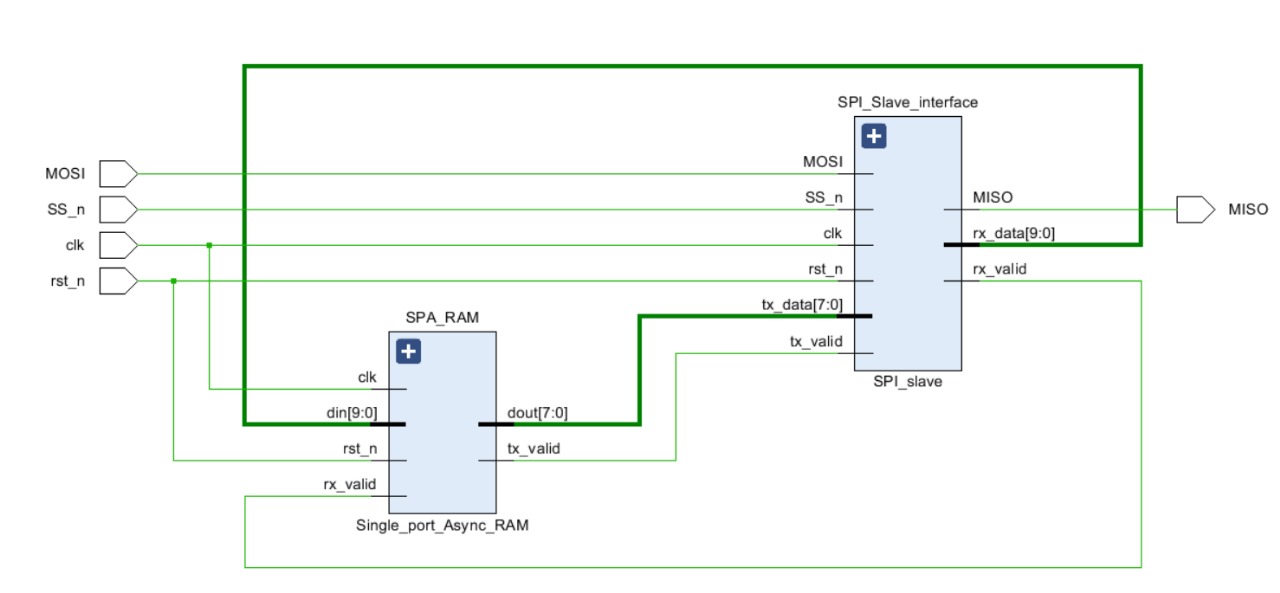 SPI_Slave_interface
MOSI
MOSI
SS_n
SS_n
MISO
MISO
clk
clk
rx_data[9:0]
rst_n
rst_n
rx_valid
tx_data[7:0]
SPA_RAM
tx_valid
clk
SPI_slave
din[9:0]
dout[7:0]
rst_n
tx_valid
rx_valid
Single_port_Async_RAM